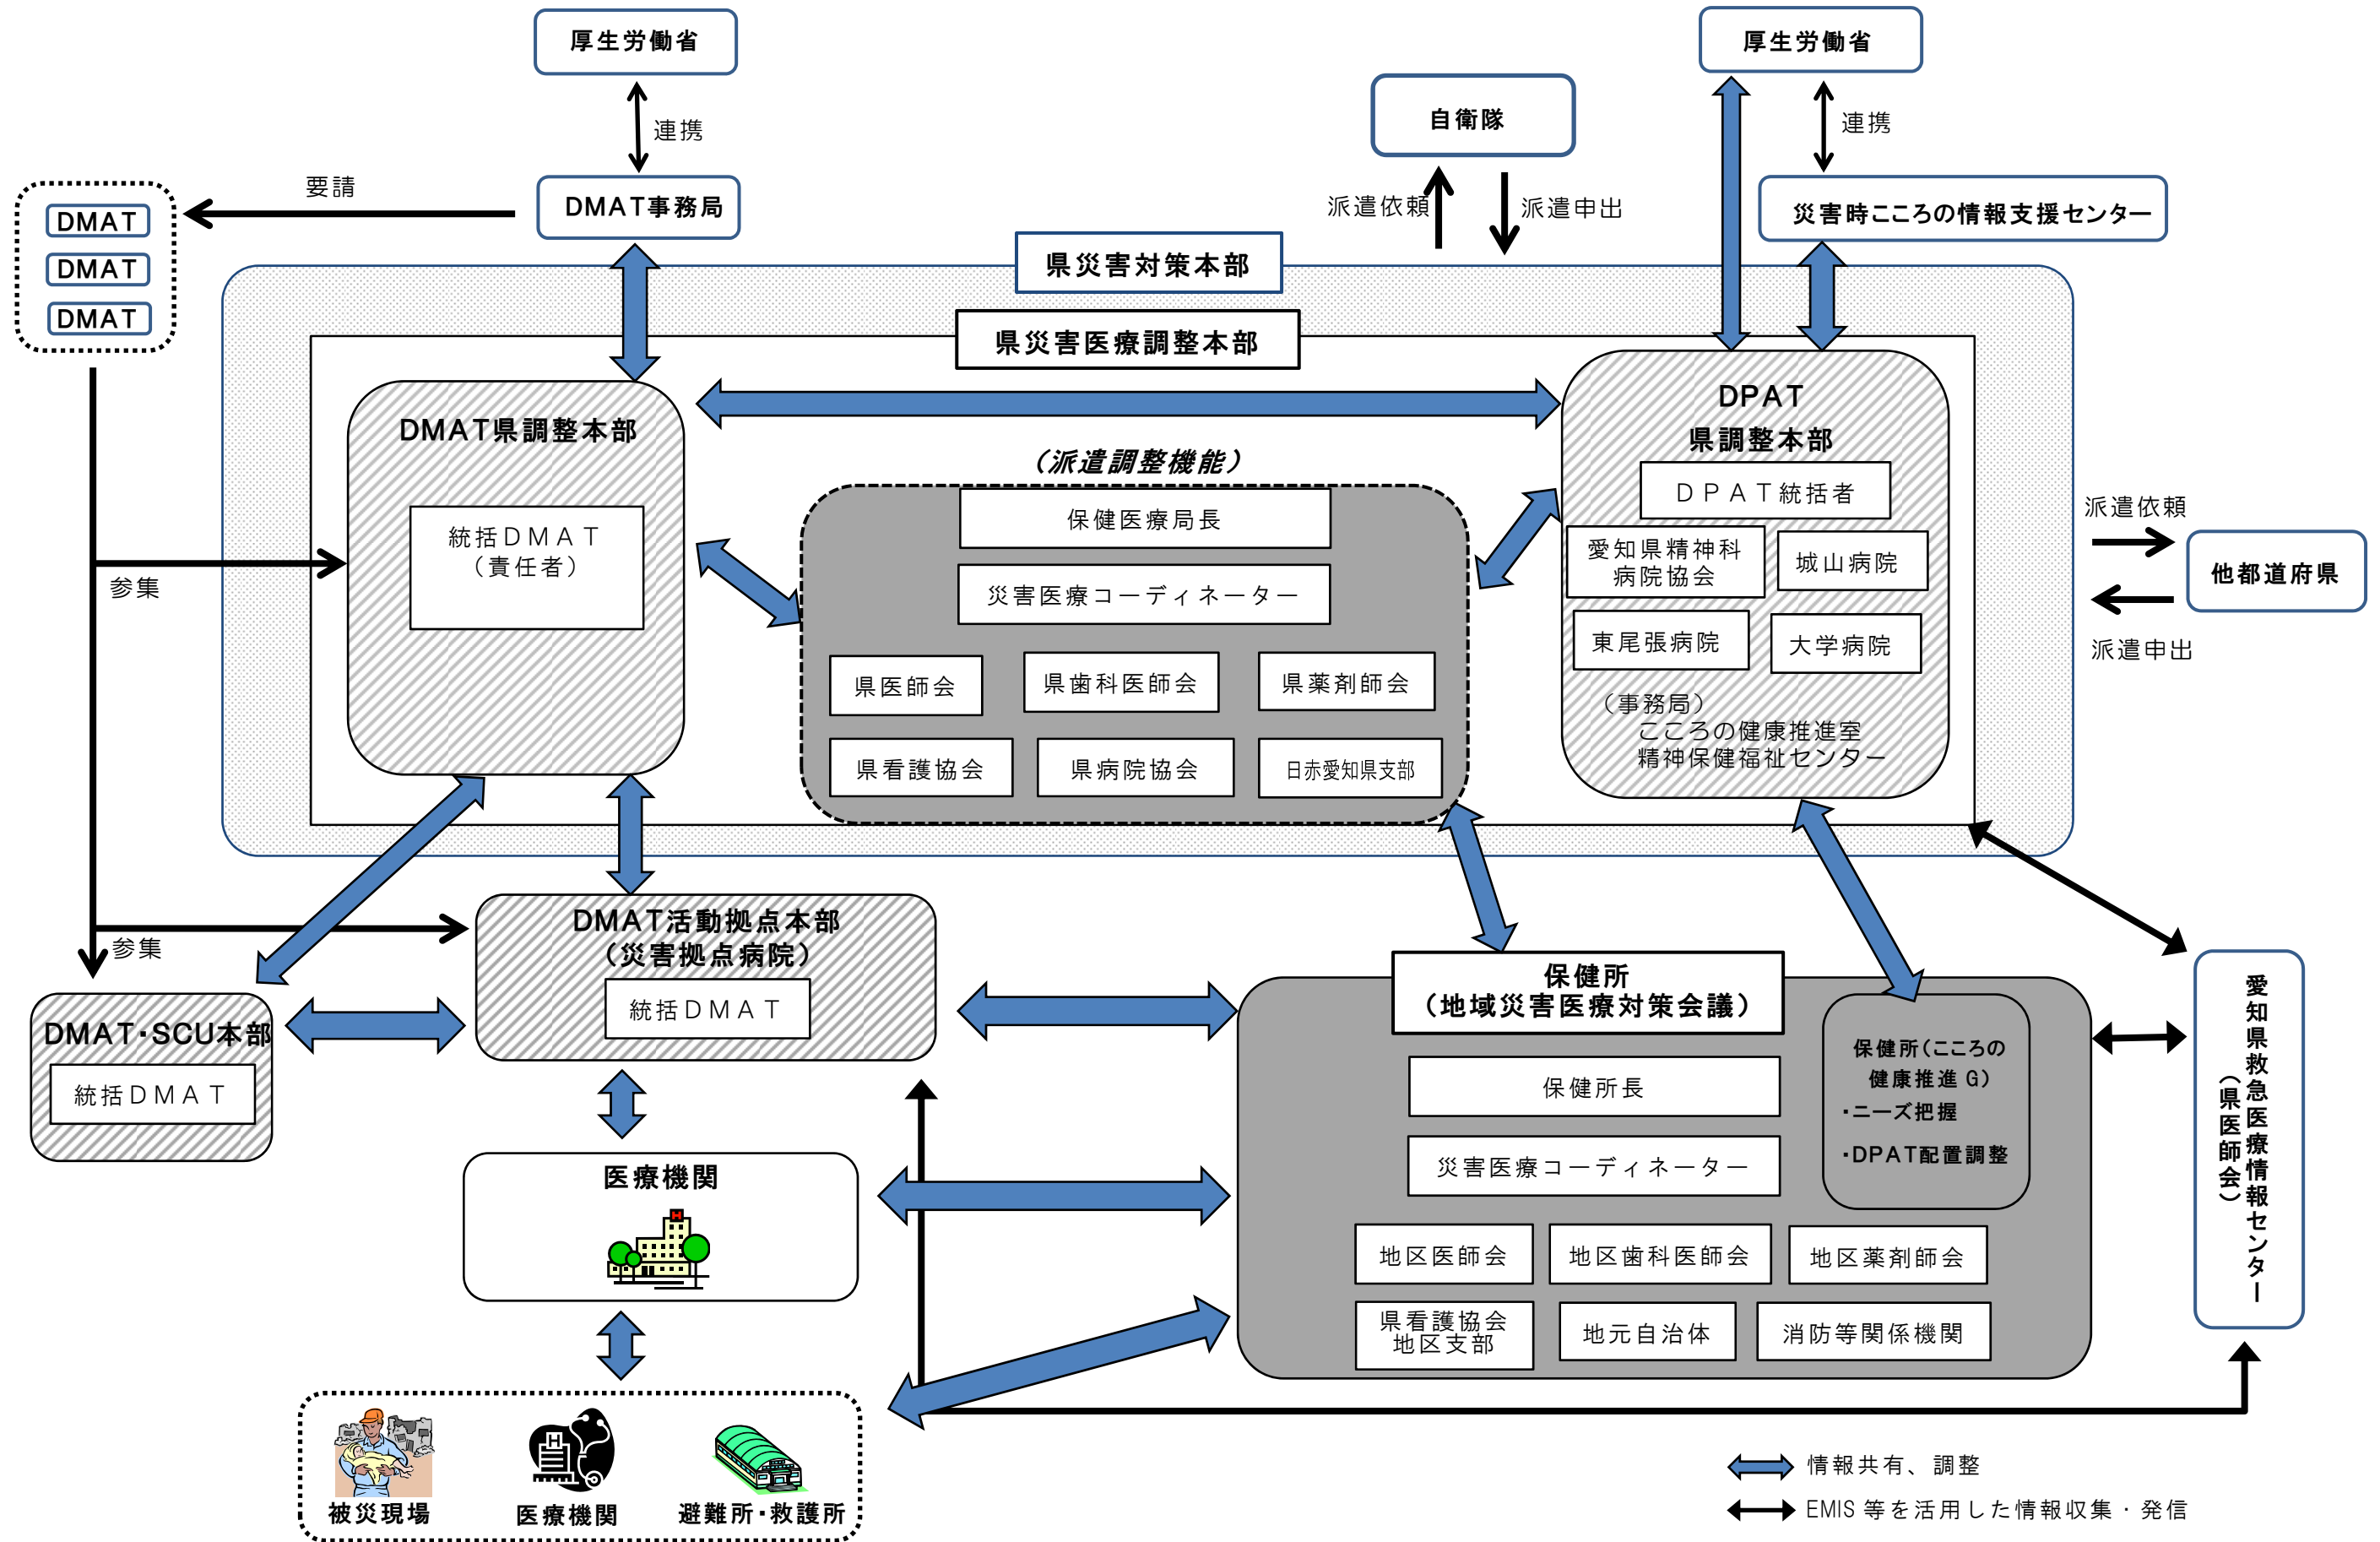 厚生労働省
厚生労働省
連携
自衛隊
連携
要請
DMAT事務局
派遣依頼
派遣申出
災害時こころの情報支援センター
DMAT
DMAT
DMAT
県災害対策本部
県災害医療調整本部
DMAT県調整本部
統括ＤＭＡＴ
（責任者）
（派遣調整機能）
保健医療局長
災害医療コーディネーター
県医師会
県歯科医師会
県薬剤師会
県看護協会
県病院協会
日赤愛知県支部
DPAT
県調整本部
ＤＰＡＴ統括者
愛知県精神科
病院協会
城山病院
東尾張病院
大学病院
（事務局）
こころの健康推進室
精神保健福祉センター
派遣依頼
他都道府県
派遣申出
参集
参集
DMAT活動拠点本部
（災害拠点病院）
統括ＤＭＡＴ
DMAT・SCU本部
統括ＤＭＡＴ
保健所
（地域災害医療対策会議）
保健所長
災害医療コーディネーター
保健所（こころの
健康推進 G）
・ニーズ把握
・DPAT配置調整
地区医師会
地区歯科医師会
地区薬剤師会
県看護協会
地区支部
地元自治体
消防等関係機関
愛知県救急医療情報センター
（県医師会）
医療機関
H
H
被災現場
医療機関
避難所・救護所
情報共有、調整
EMIS 等を活用した情報収集・発信